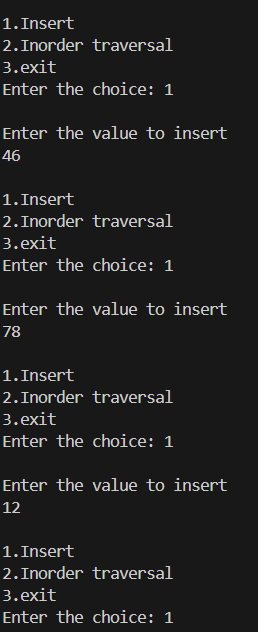 1.Insert
2.Inorder traversal
3.exit
Enter the choice: 1
Enter the value to insert
46
1.Insert
2.Inorder traversal
3.exit
Enter the choice: 1
Enter the value to insert
78
1.Insert
2.Inorder traversal
3.exit
Enter the choice: 1
Enter the value to insert
12
1.Insert
2.Inorder traversal
3.exit
Enter the choice: 1